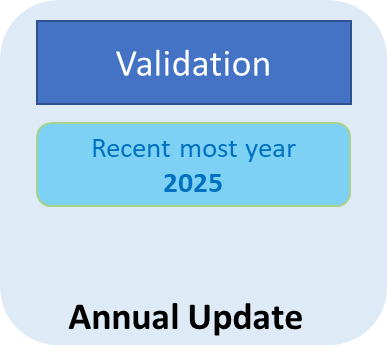 Validation
Recent most year
2025
Annual Update